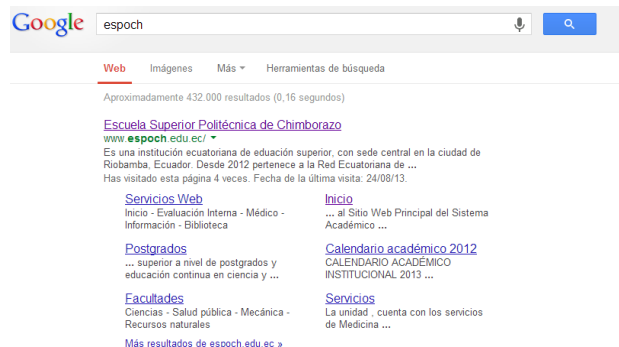 Google espoch
Web Imágenes Más Herramientas de búsqueda
Aproximadamente 432.000 resultados (0,16 segundos)
Escuela Superior Politécnica de Chimborazo
www.espoch.edu.ec/
Es una institución ecuatoriana de eduación superior, con sede central en la ciudad de
Riobamba, Ecuador. Desde 2012 pertenece a la Red Ecuatoriana de ...
Has visitado esta página 4 veces. Fecha de la última visita: 24/08/13.
Servicios Web
Inicio - Evaluación Interna - Médico -
Información - Biblioteca
Inicio
... al Sitio Web Principal del Sistema
Académico ...
Postgrados
... superior a nivel de postgrados y
educación continua en ciencia y ...
Calendario académico 2012
CALENDARIO ACADÉMICO
INSTITUCIONAL 2013 ...
Facultades
Ciencias - Salud pública - Mecánica -
Recursos naturales
Servicios
La unidad , cuenta con los servicios
de Medicina ...
Más resultados de espoch.edu.ec »